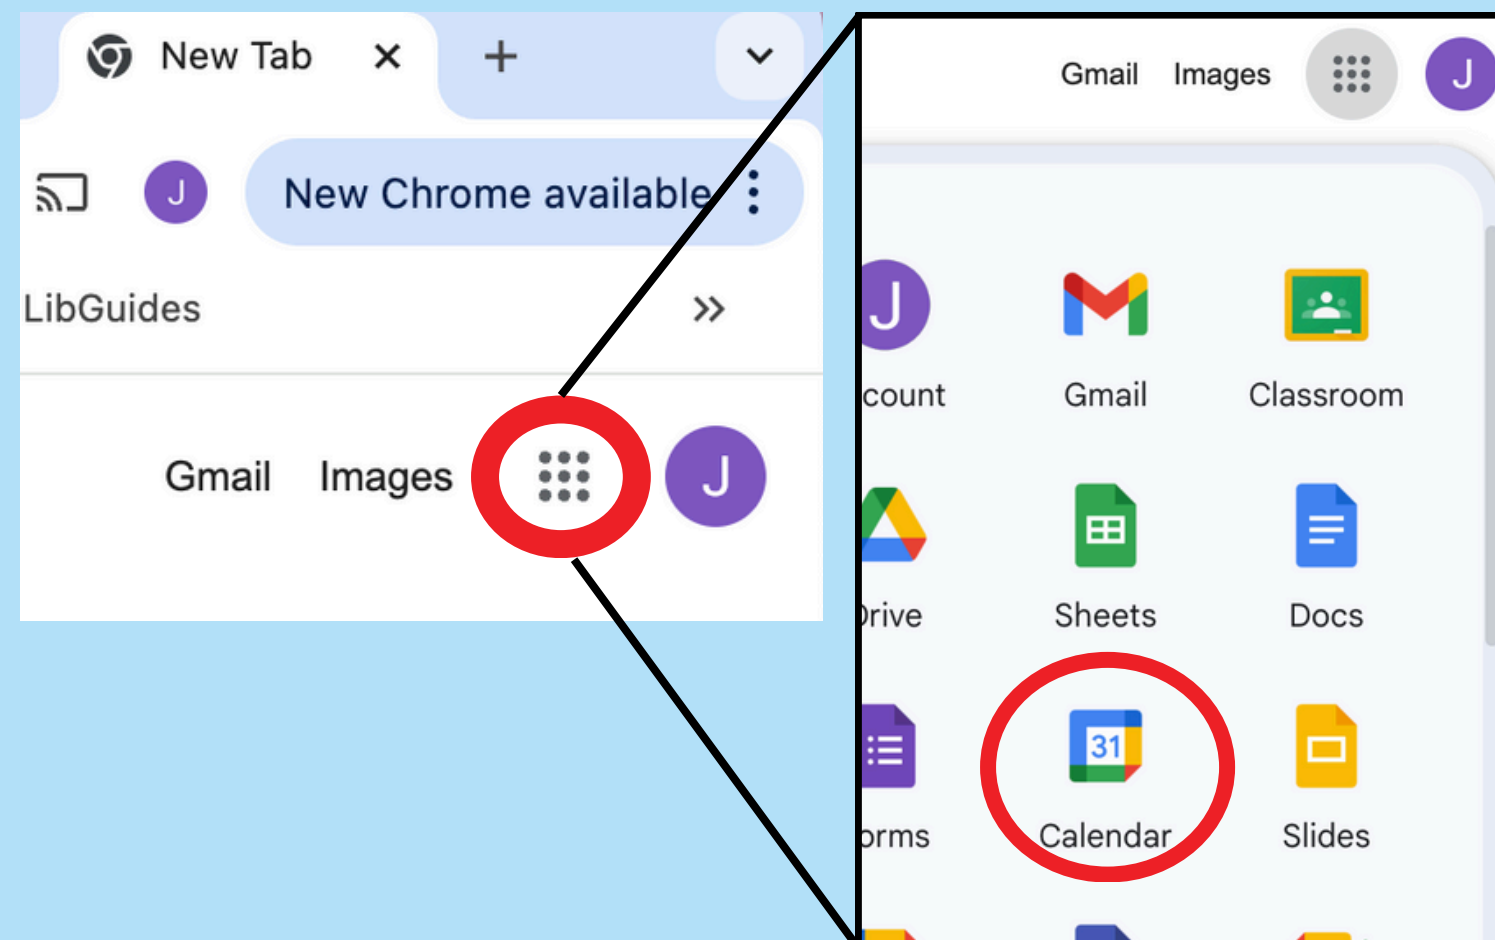 New Tab
J
New Chrome available
LibGuides
Gmail Images
J
Gmail Images
J
J
count
Gmail
Classroom
Drive
Sheets
Docs
orms
31
Calendar
Slides